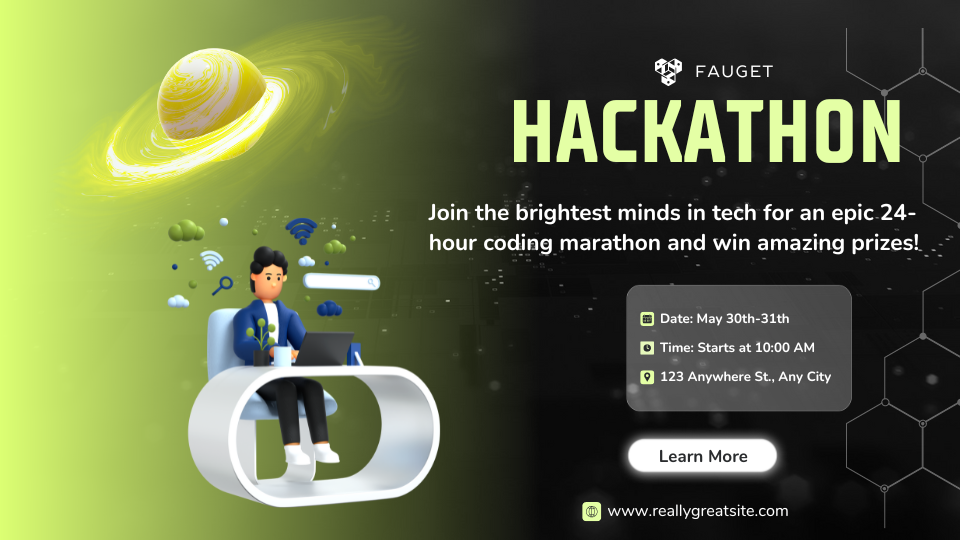 FAUGET
HACKATHON
Join the brightest minds in tech for an epic 24-
hour coding marathon and win amazing prizes!
Date: May 30th-31th
Time: Starts at 10:00 AM
123 Anywhere St., Any City
Learn More
www.reallygreatsite.com